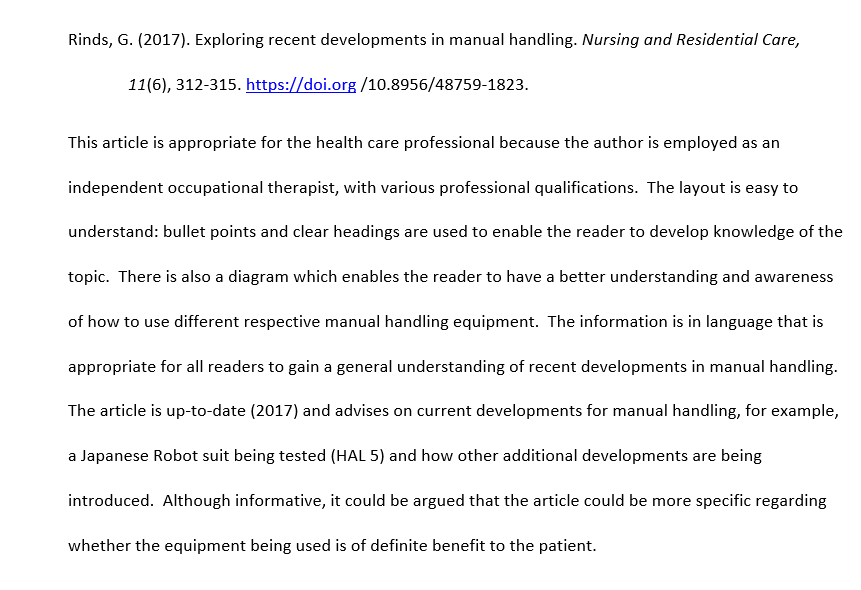 Rinds, G. (2017). Exploring recent developments in manual handling. Nursing and Residential Care,
11(6), 312-315. https://doi.org /10.8956/48759-1823.
This article is appropriate for the health care professional because the author is employed as an
independent occupational therapist, with various professional qualifications.  The layout is easy to
understand: bullet points and clear headings are used to enable the reader to develop knowledge of the
topic.  There is also a diagram which enables the reader to have a better understanding and awareness
of how to use different respective manual handling equipment.  The information is in language that is
appropriate for all readers to gain a general understanding of recent developments in manual handling.
The article is up-to-date (2017) and advises on current developments for manual handling, for example,
a Japanese Robot suit being tested (HAL 5) and how other additional developments are being
introduced.  Although informative, it could be argued that the article could be more specific regarding
whether the equipment being used is of definite benefit to the patient.